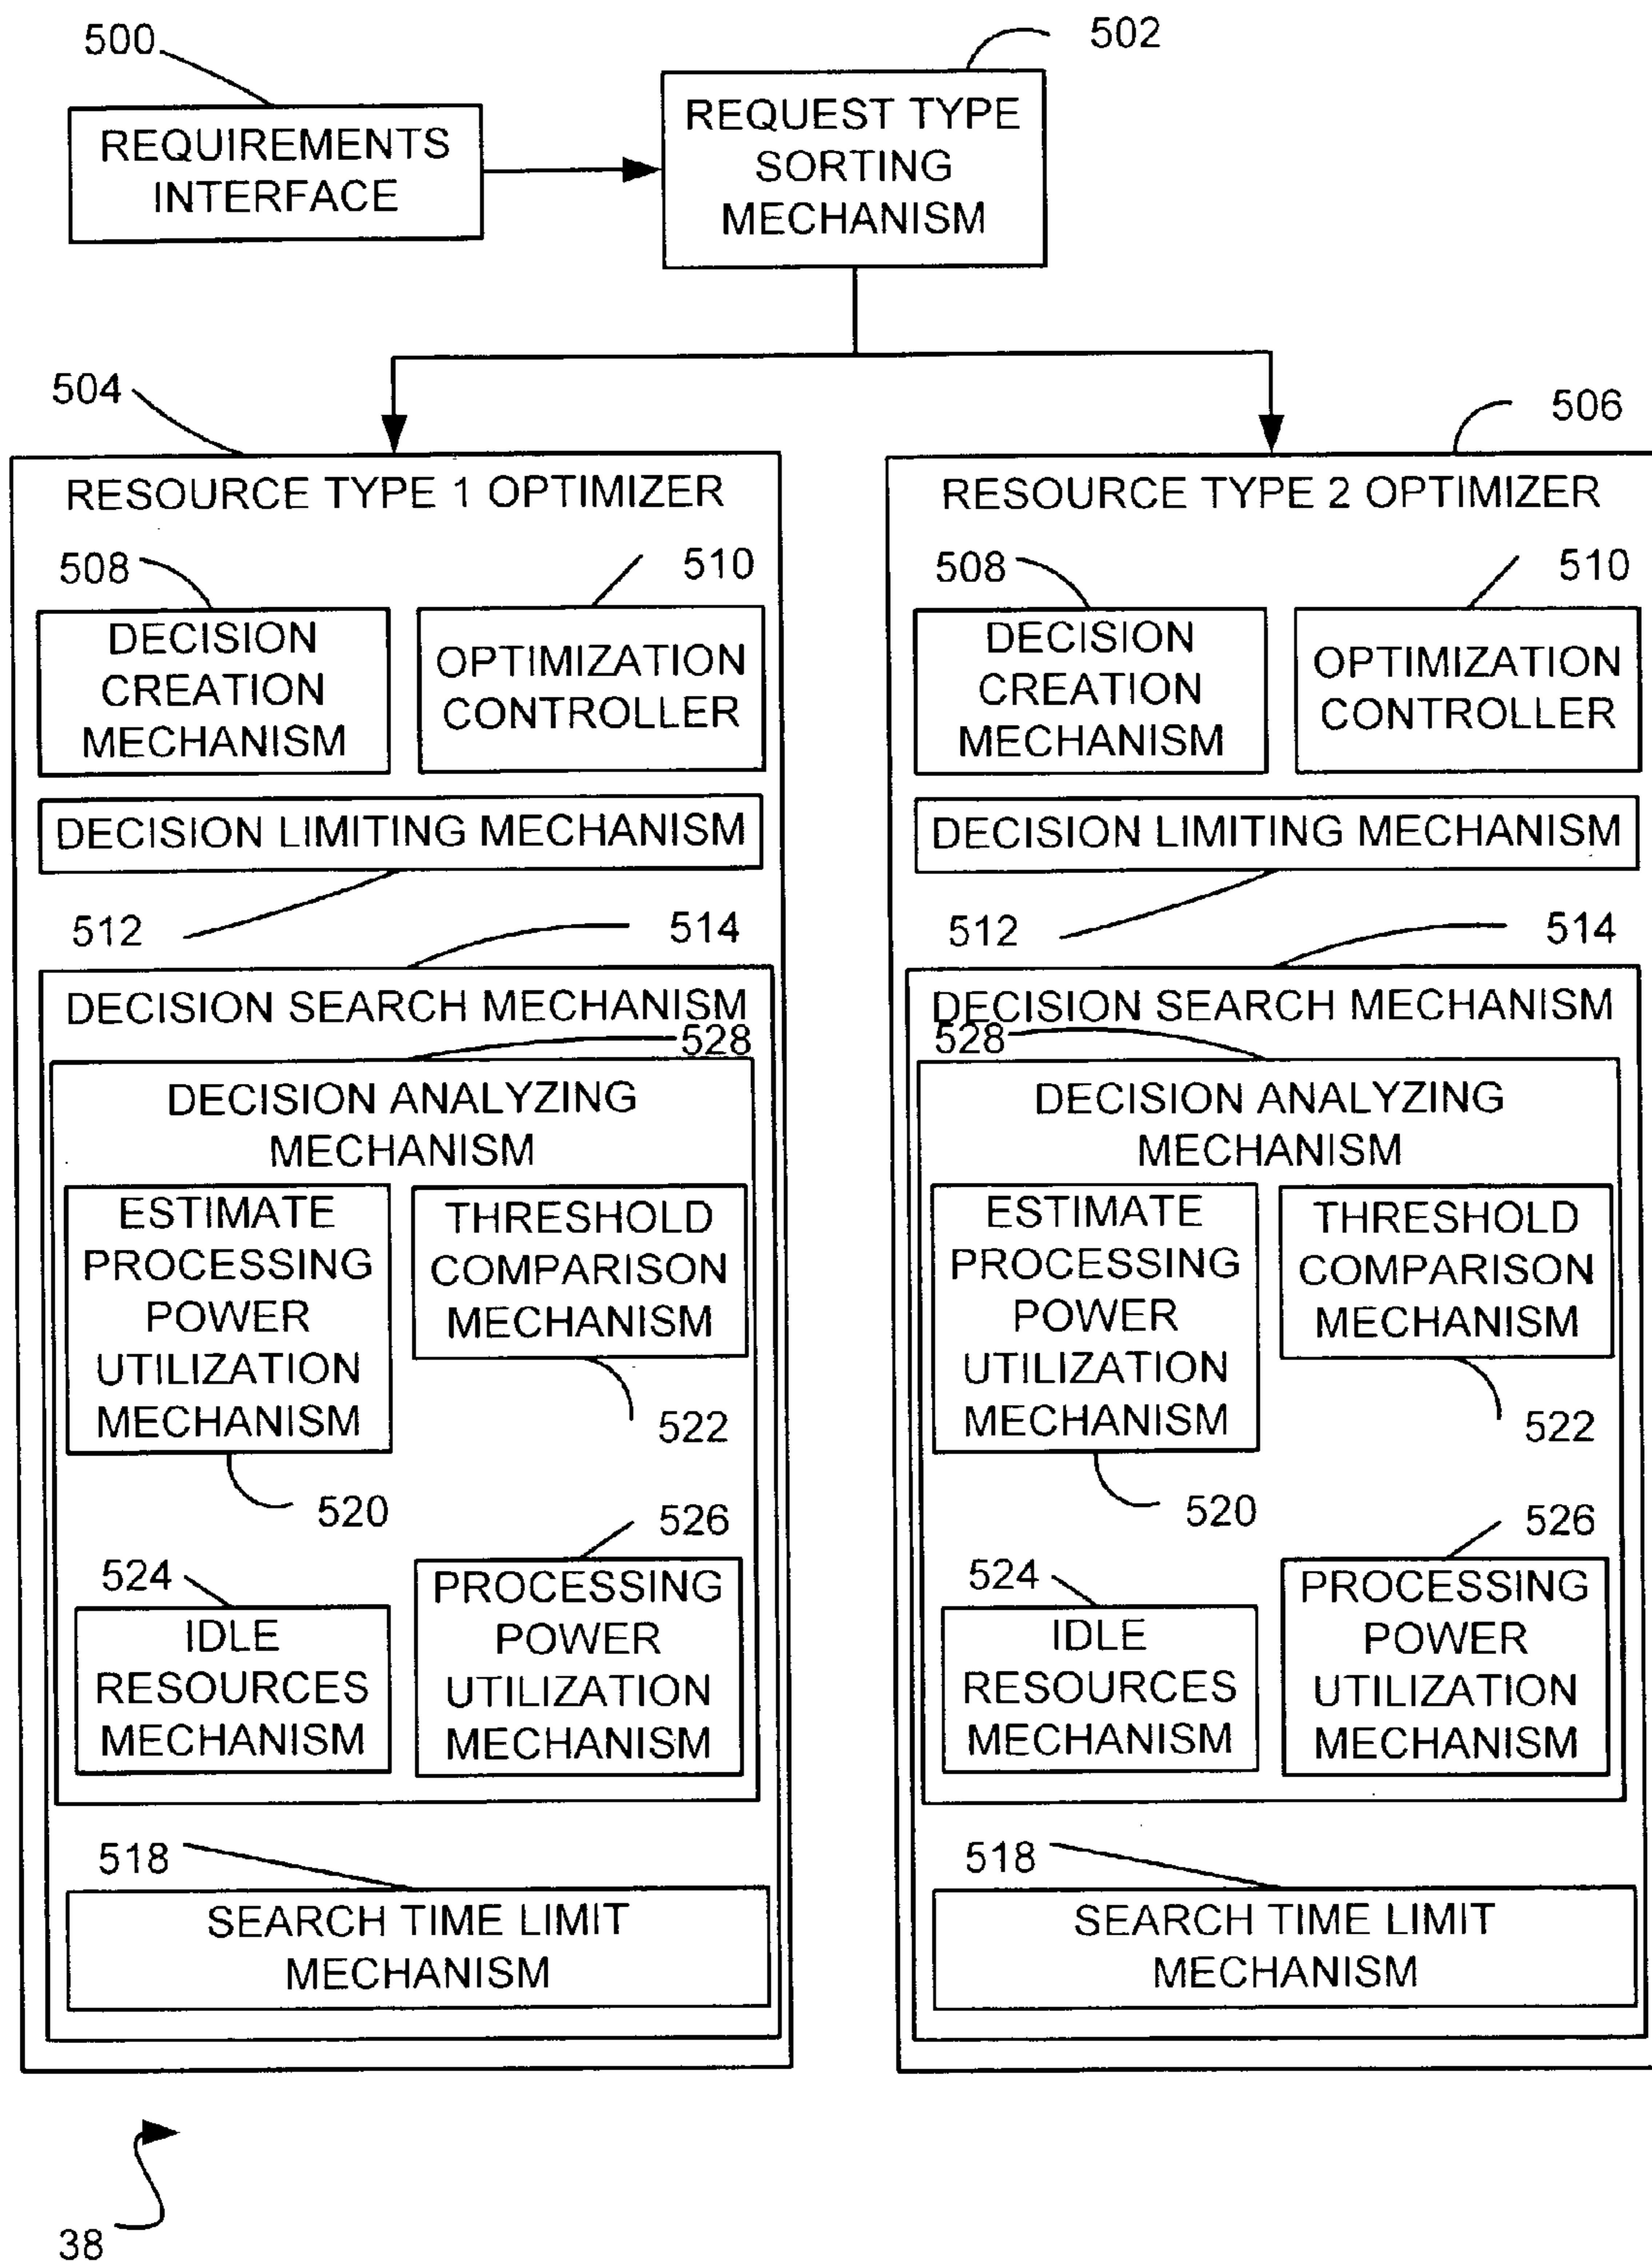 500
502
REQUIREMENTS
INTERFACE
REQUEST TYPE
SORTING
MECHANISM
504
506
RESOURCE TYPE 1 OPTIMIZER
508
510
DECISION
CREATION
MECHANISM
OPTIMIZATION
CONTROLLER
DECISION LIMITING MECHANISM
512
514
DECISION SEARCH MECHANISM
528
DECISION ANALYZING
MECHANISM
ESTIMATE
PROCESSING
POWER
UTILIZATION
MECHANISM
THRESHOLD
COMPARISON
MECHANISM
522
520
526
524
IDLE
RESOURCES
MECHANISM
PROCESSING
POWER
UTILIZATION
MECHANISM
518
SEARCH TIME LIMIT
MECHANISM
RESOURCE TYPE 2 OPTIMIZER
508
510
DECISION
CREATION
MECHANISM
OPTIMIZATION
CONTROLLER
DECISION LIMITING MECHANISM
512
514
DECISION SEARCH MECHANISM
528
DECISION ANALYZING
MECHANISM
ESTIMATE
PROCESSING
POWER
UTILIZATION
MECHANISM
THRESHOLD
COMPARISON
MECHANISM
522
520
526
524
IDLE
RESOURCES
MECHANISM
PROCESSING
POWER
UTILIZATION
MECHANISM
518
SEARCH TIME LIMIT
MECHANISM
38